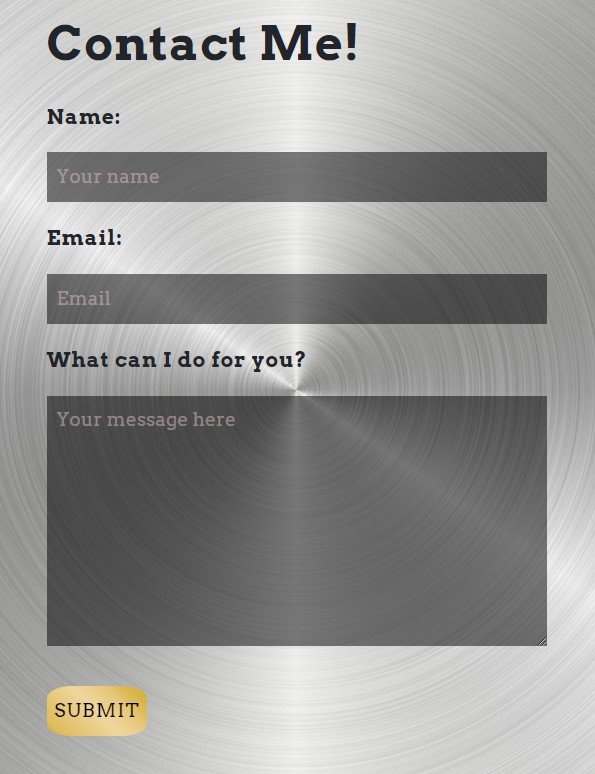 Contact Me!
Name:
Your name
Email:
Email
What can I do for you?
Your message here
SUBMIT